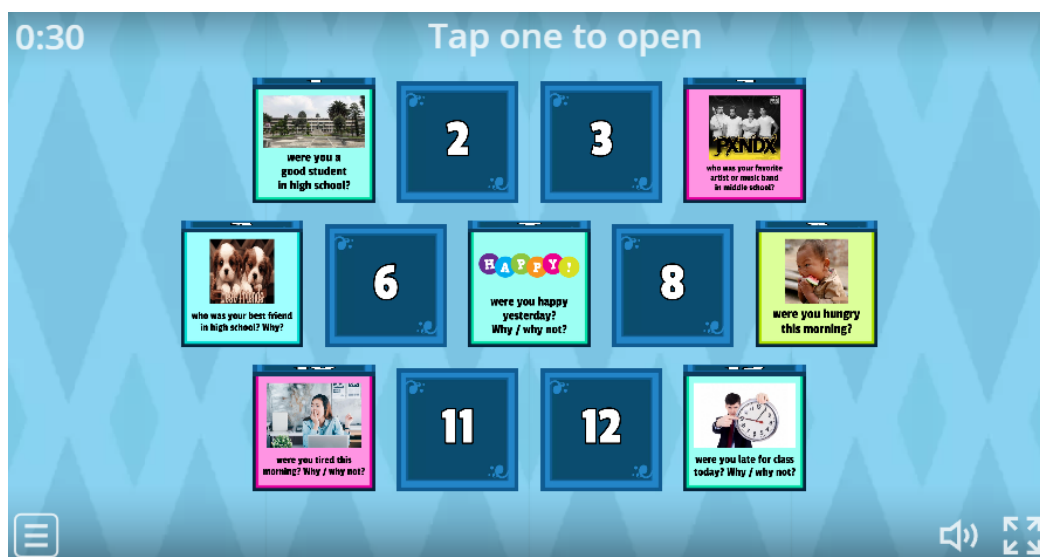 0:30
Tap one to open
were you a
good student
in high school?
2
3
PXNDX
who was your favorite
artist or music band
in middle school?
Best Friends
who was your best friend
in high school? Why?
6
HAPPY!
were you happy
yesterday?
Why / why not?
8
were you hungry
this morning?
were you tired this
morning? Why / why not?
11
12
were you late for class
today? Why / why not?